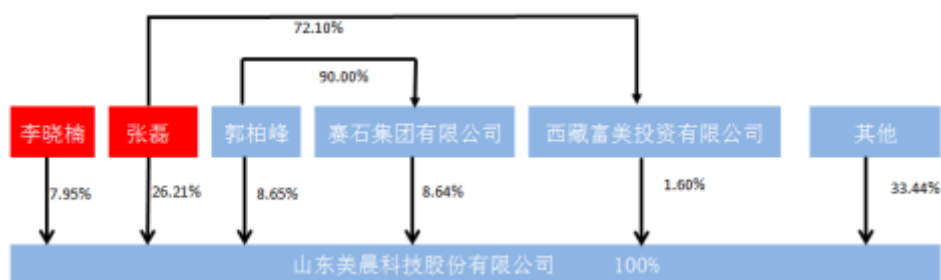 72.10%
90.00%
李晓楠 张磊 郭柏峰 赛石集团有限公司 西藏富美投资有限公司 其他
7.95% 26.21% 8.65% 8.64% 1.60% 33.44%
山东美晨科技股份有限公司 100%